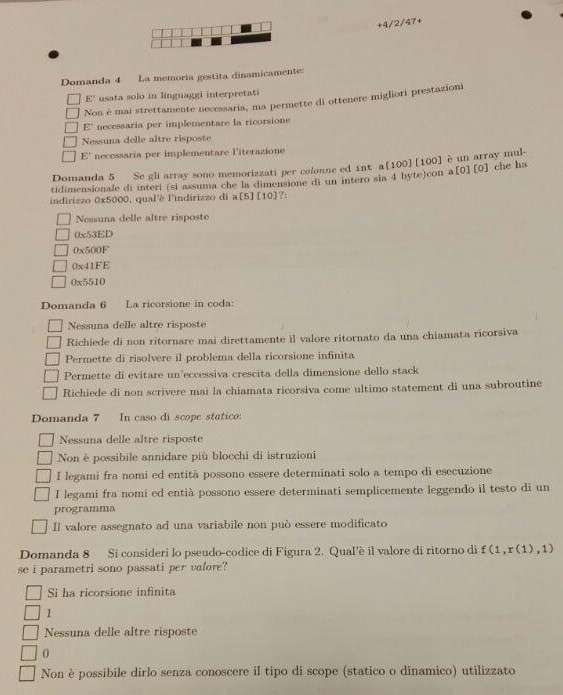 +4/2/47+
Domanda 4 La memoria gestita dinamicamente:
E' usata solo in linguaggi interpretati
Non è mai strettamente necessaria, ma permette di ottenere migliori prestazioni
E' necessaria per implementare la ricorsione
Nessuna delle altre risposte
E' necessaria per implementare l'iterazione
Domanda 5 Se gli array sono memorizzati per colonne ed int a[100][100] è un array mul-
tidimensionale di interi (si assuma che la dimensione di un intero sia 4 byte)con a[0][0] che ha
indirizzo 0x5000, qual'è l'indirizzo di a[5][10]?:
Nessuna delle altre risposte
0x53ED
0x500F
0x41FE
0x5510
Domanda 6 La ricorsione in coda:
Nessuna delle altre risposte
Richiede di non ritornare mai direttamente il valore ritornato da una chiamata ricorsiva
Permette di risolvere il problema della ricorsione infinita
Permette di evitare un'eccessiva crescita della dimensione dello stack
Richiede di non scrivere mai la chiamata ricorsiva come ultimo statement di una subroutine
Domanda 7 In caso di scope statico:
Nessuna delle altre risposte
Non è possibile annidare più blocchi di istruzioni
I legami fra nomi ed entità possono essere determinati solo a tempo di esecuzione
I legami fra nomi ed entià possono essere determinati semplicemente leggendo il testo di un
programma
Il valore assegnato ad una variabile non può essere modificato
Domanda 8 Si consideri lo pseudo-codice di Figura 2. Qual'è il valore di ritorno di f(1,r(1),1)
se i parametri sono passati per valore?
Si ha ricorsione infinita
1
Nessuna delle altre risposte
0
Non è possibile dirlo senza conoscere il tipo di scope (statico o dinamico) utilizzato